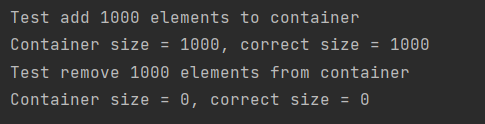 Test add 1000 elements to container
Container size = 1000, correct size = 1000
Test remove 1000 elements from container
Container size = 0, correct size = 0